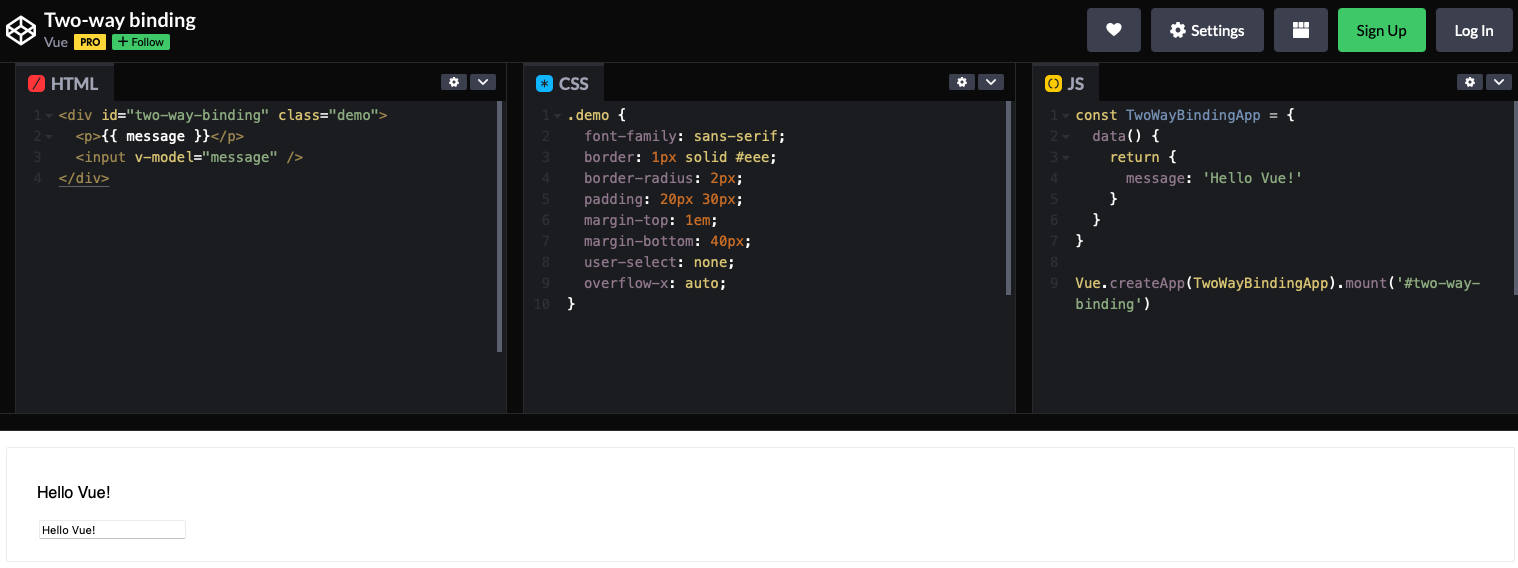 Two-way binding
Vue PRO + Follow
Settings
Sign Up
Log In
HTML
1 <div id="two-way-binding" class="demo">
2 <p>{{ message }}</p>
3 <input v-model="message" />
4 </div>
CSS
1 .demo {
2 font-family: sans-serif;
3 border: 1px solid #eee;
4 border-radius: 2px;
5 padding: 20px 30px;
6 margin-top: 1em;
7 margin-bottom: 40px;
8 user-select: none;
9 overflow-x: auto;
10 }
JS
1 const TwoWayBindingApp = {
2 data() {
3 return {
4 message: 'Hello Vue!'
5 }
6 }
7 }
8
9 Vue.createApp(TwoWayBindingApp).mount('#two-way-
binding')
Hello Vue!
Hello Vue!